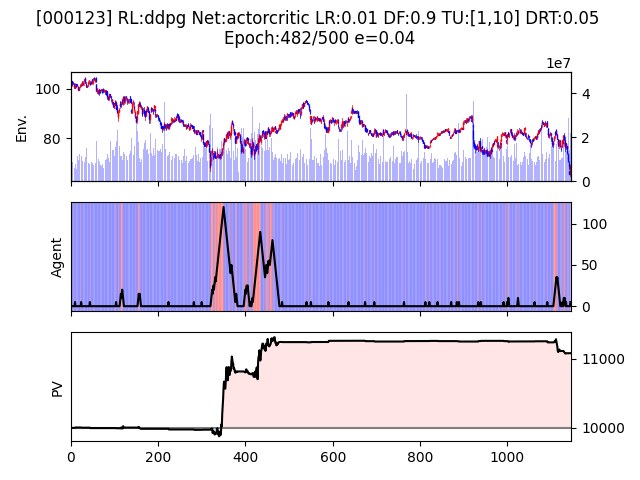 [000123] RL:ddpg Net:actorcritic LR:0.01 DF:0.9 TU:[1,10] DRT:0.05
Epoch:482/500 e=0.04
1e7
100
80
Env.
4
2
0
Agent
100
50
0
PV
11000
10000
0
200
400
600
800
1000